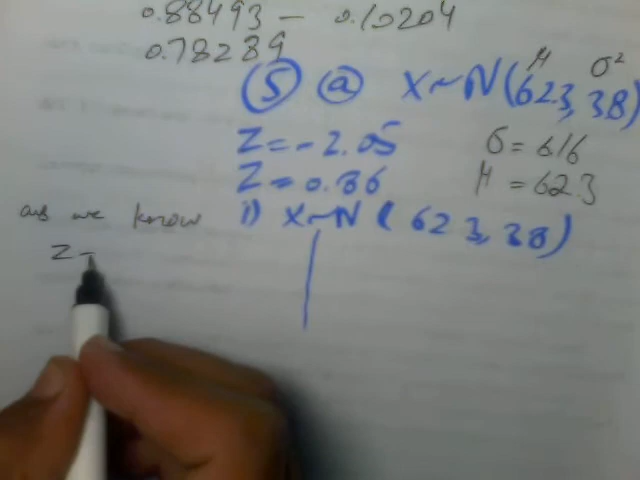 0.88493 - 0.10204
0.78289
μ σ²
(5) (a) X~N(623, 38)
Z=-2.05 σ=6.16
Z=0.86 μ=623
as we know i) X~N(623, 38)
Z=